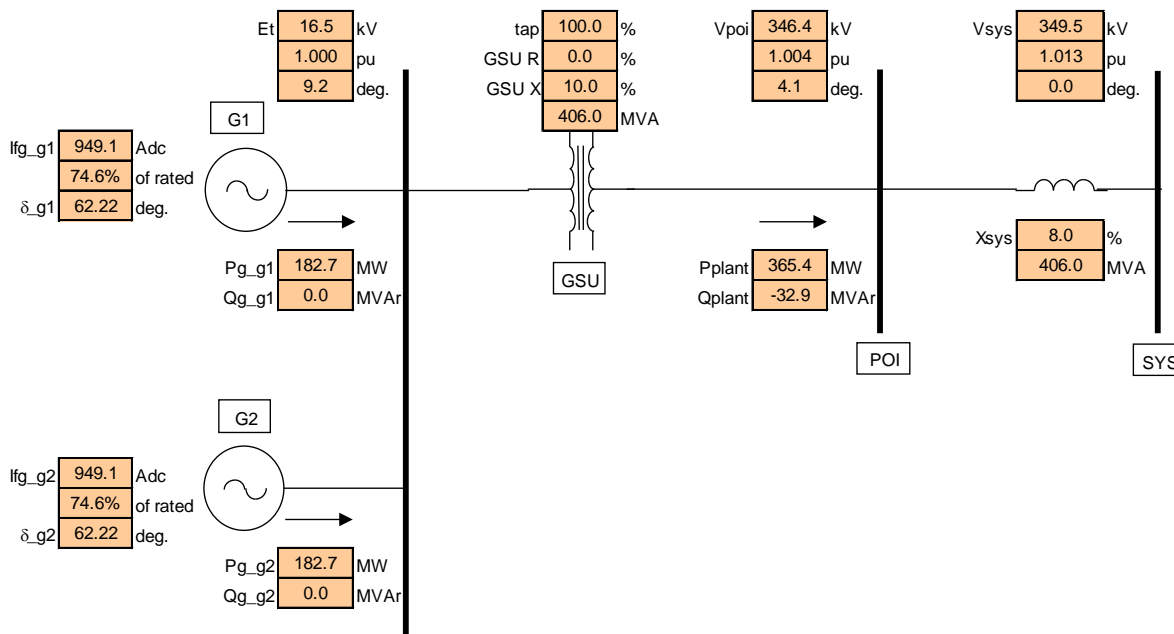 Et 16.5 kV
1.000 pu
9.2 deg.
tap 100.0 %
GSU R 0.0 %
GSU X 10.0 %
406.0 MVA
Vpoi 346.4 kV
1.004 pu
4.1 deg.
Vsys 349.5 kV
1.013 pu
0.0 deg.
G1
Ifg_g1 949.1 Adc
74.6% of rated
δ_g1 62.22 deg.
Pg_g1 182.7 MW
Qg_g1 0.0 MVAr
GSU
Pplant 365.4 MW
Qplant -32.9 MVAr
Xsys 8.0 %
406.0 MVA
POI
SYS
G2
Ifg_g2 949.1 Adc
74.6% of rated
δ_g2 62.22 deg.
Pg_g2 182.7 MW
Qg_g2 0.0 MVAr